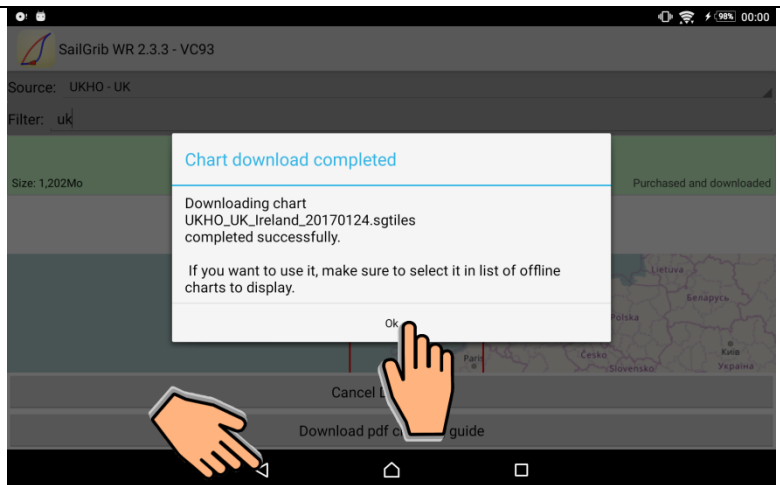 98% 00:00
SailGrib WR 2.3.3 - VC93
Source: UKHO - UK
Filter: uk
Size: 1,202Mo
Purchased and downloaded
Chart download completed
Downloading chart
UKHO_UK_Ireland_20170124.sgtiles
completed successfully.
If you want to use it, make sure to select it in list of offline
charts to display.
Ok
Lietuva
Беларусь
Polska
Paris
Česko
Київ
Slovensko
Україна
Cancel
Download pdf guide